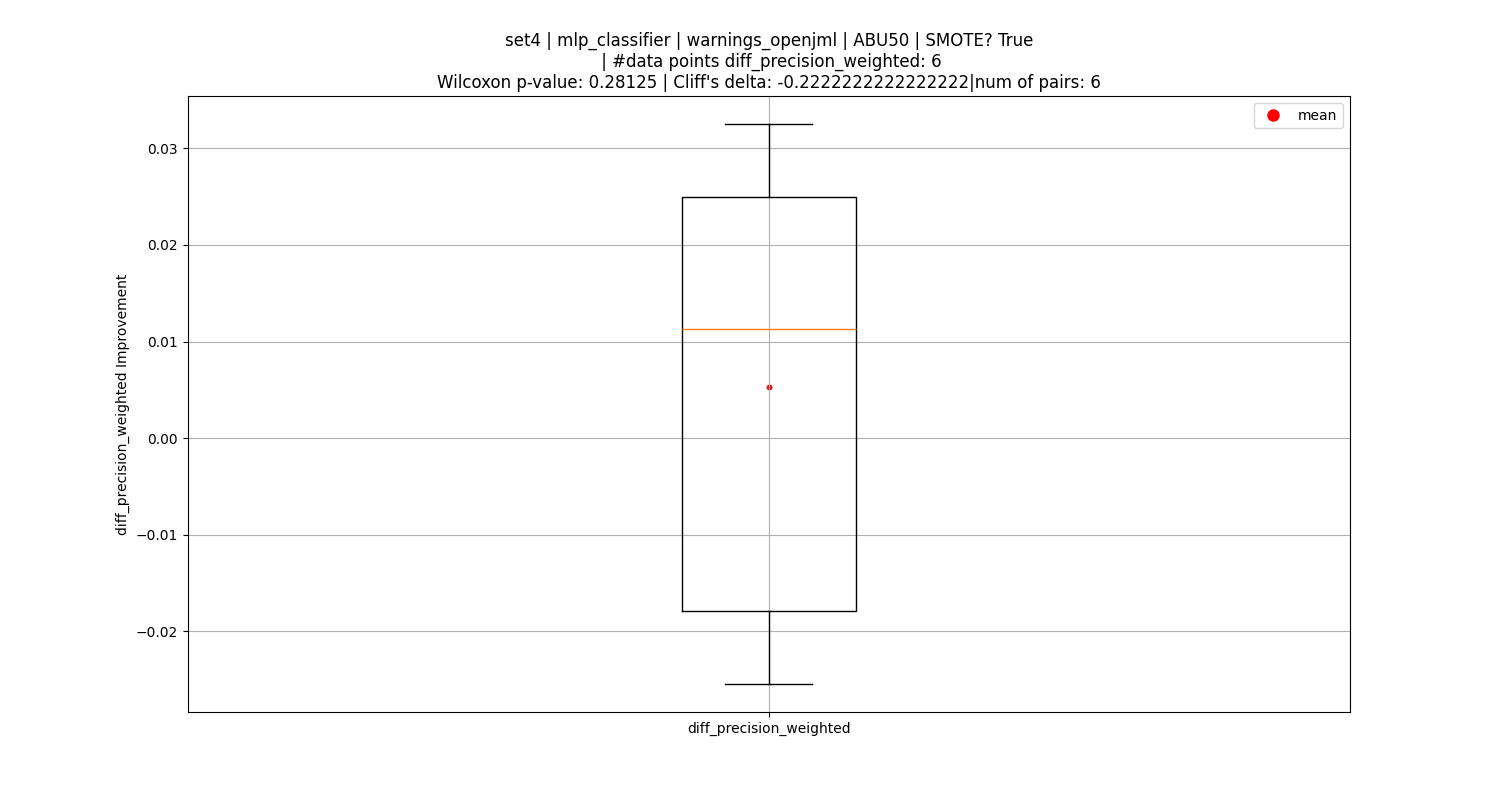 set4 | mlp_classifier | warnings_openjml | ABU50 | SMOTE? True
| #data points diff_precision_weighted: 6
Wilcoxon p-value: 0.28125 | Cliff's delta: -0.2222222222222222|num of pairs: 6
mean
0.03
0.02
0.01
0.00
−0.01
−0.02
diff_precision_weighted Improvement
diff_precision_weighted